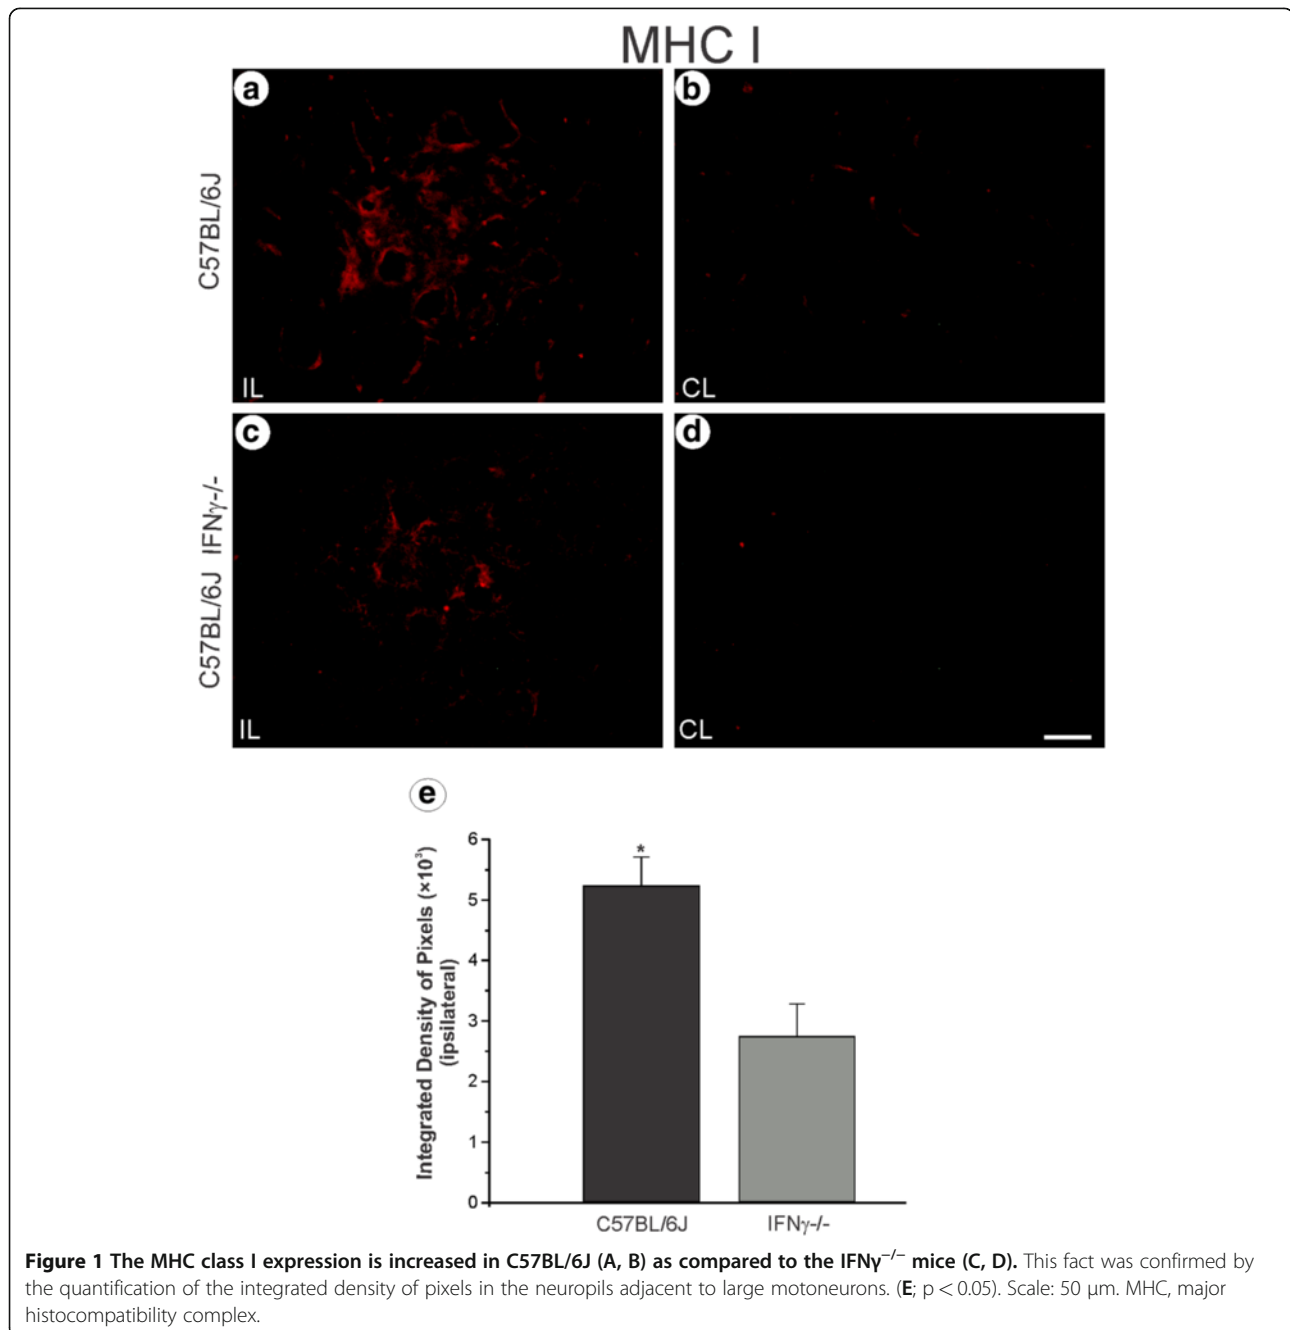 MHC I
a
b
C57BL/6J
IL
CL
c
d
C57BL/6J IFNγ-/-
IL
CL
e
Integrated Density of Pixels (×10³)
(ipsilateral)
6
5
4
3
2
1
0
*
C57BL/6J
IFNγ-/-
Figure 1 The MHC class I expression is increased in C57BL/6J (A, B) as compared to the IFNγ⁻/⁻ mice (C, D). This fact was confirmed by
the quantification of the integrated density of pixels in the neuropils adjacent to large motoneurons. (E; p < 0.05). Scale: 50 μm. MHC, major
histocompatibility complex.